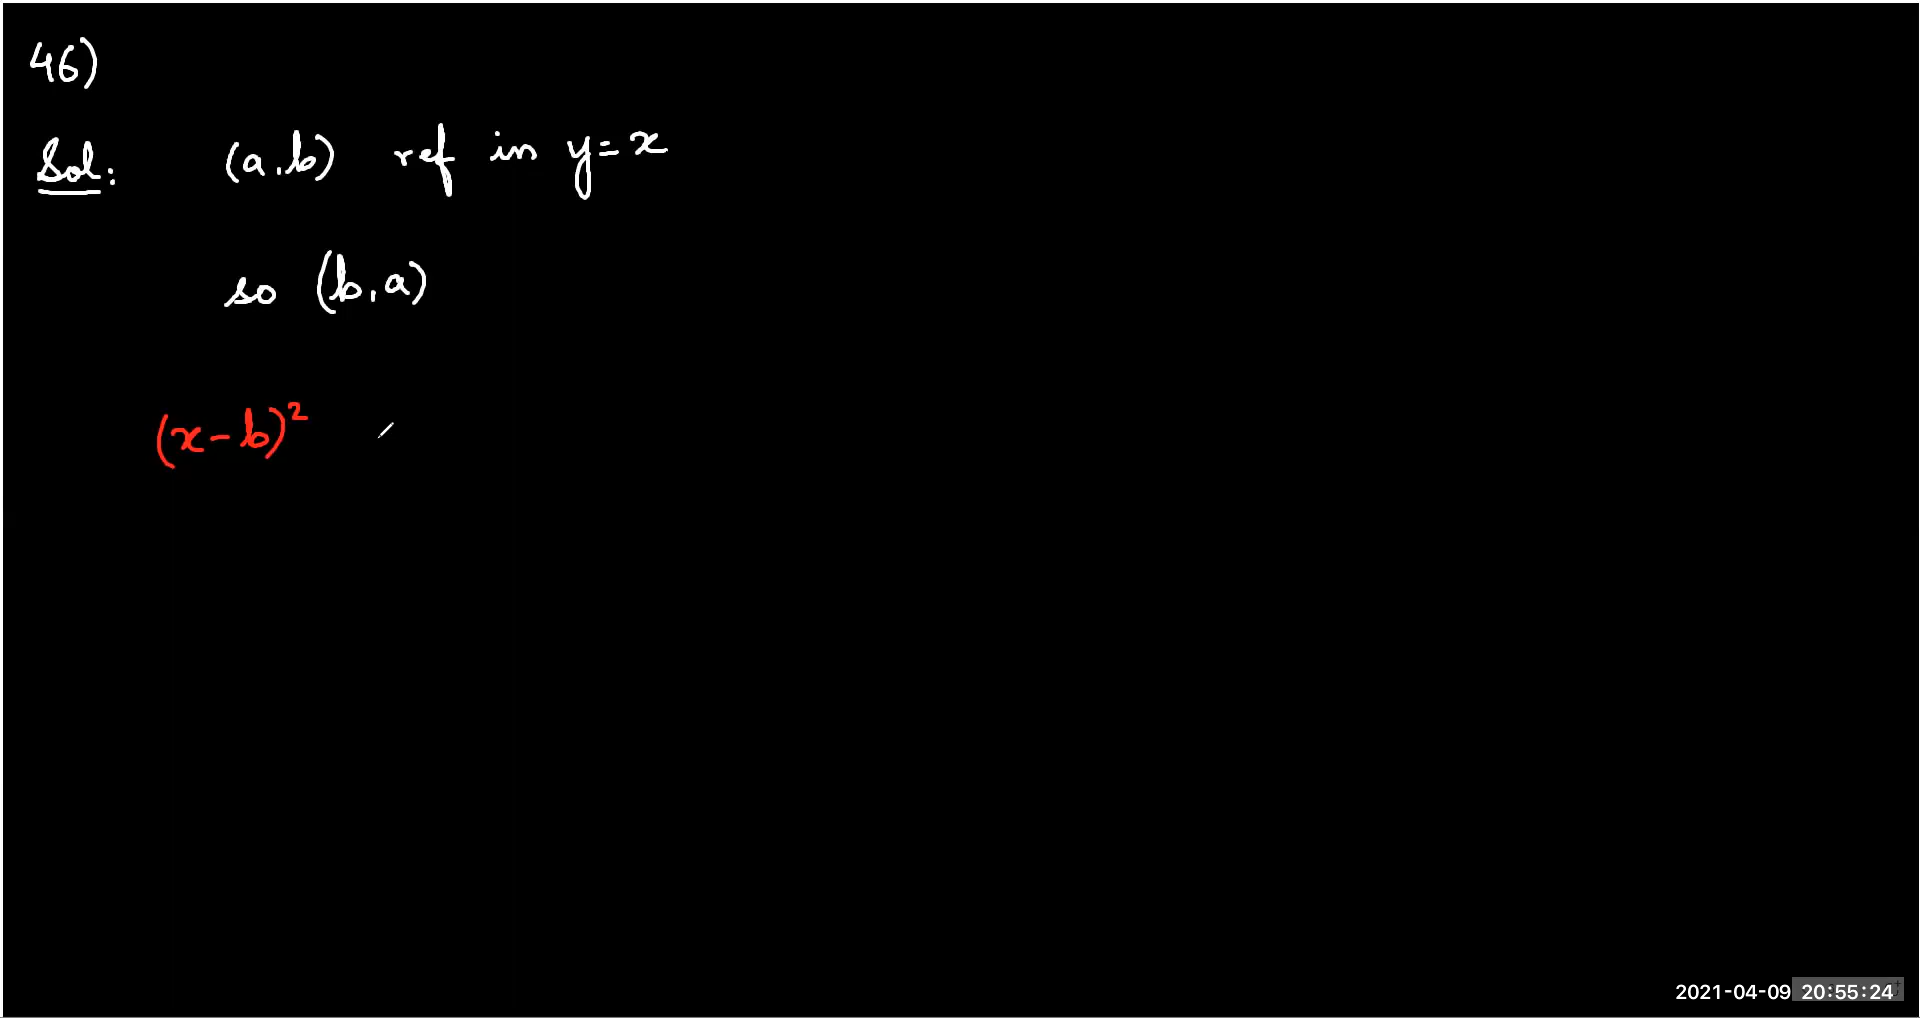 46)
Sol: (a,b) ref in y=x
so (b,a)
(x-b)²
2021-04-09 20:55:24